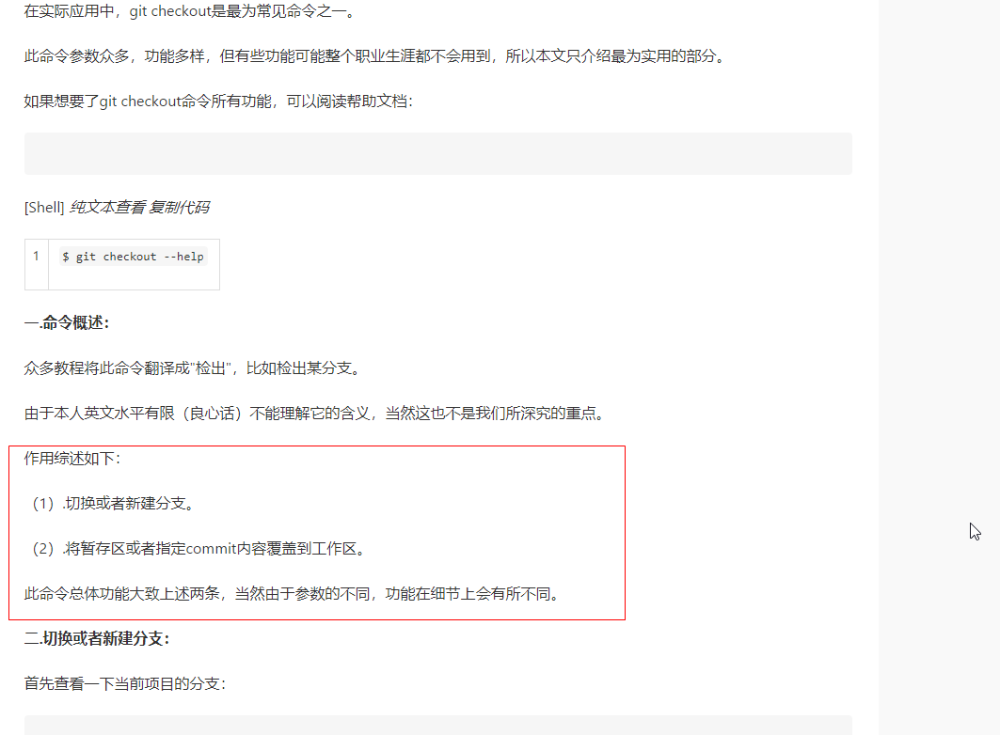 在实际应用中，git checkout是最为常见命令之一。
此命令参数众多，功能多样，但有些功能可能整个职业生涯都不会用到，所以本文只介绍最为实用的部分。
如果想要了git checkout命令所有功能，可以阅读帮助文档：
[Shell] 纯文本查看 复制代码
1 $ git checkout --help
一.命令概述：
众多教程将此命令翻译成"检出"，比如检出某分支。
由于本人英文水平有限（良心话）不能理解它的含义，当然这也不是我们所深究的重点。
作用综述如下：
（1）.切换或者新建分支。
（2）.将暂存区或者指定commit内容覆盖到工作区。
此命令总体功能大致上述两条，当然由于参数的不同，功能在细节上会有所不同。
二.切换或者新建分支：
首先查看一下当前项目的分支：